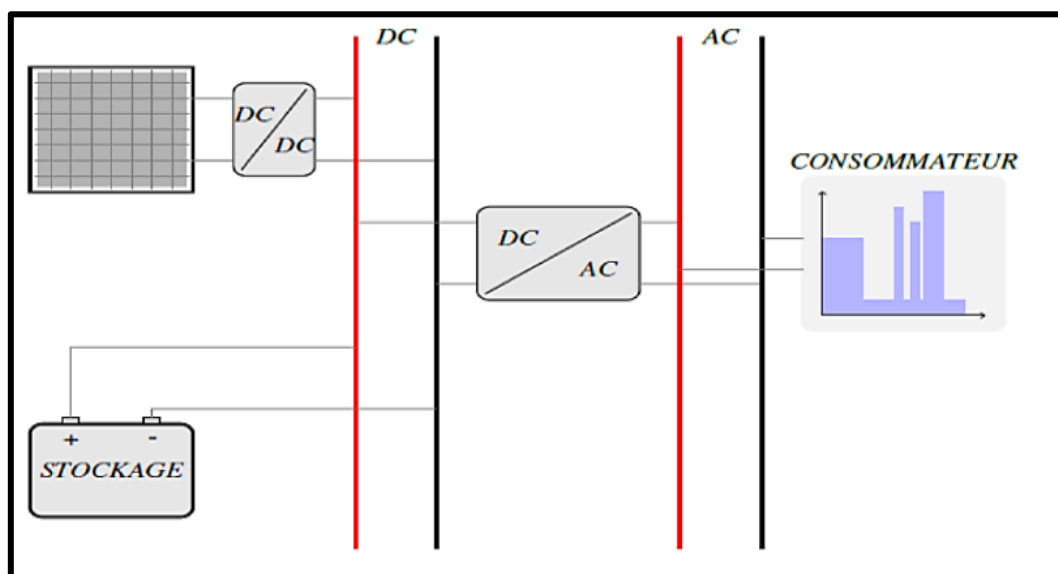 DC
AC
DC
DC
CONSOMMATEUR
DC
AC
+ -
STOCKAGE